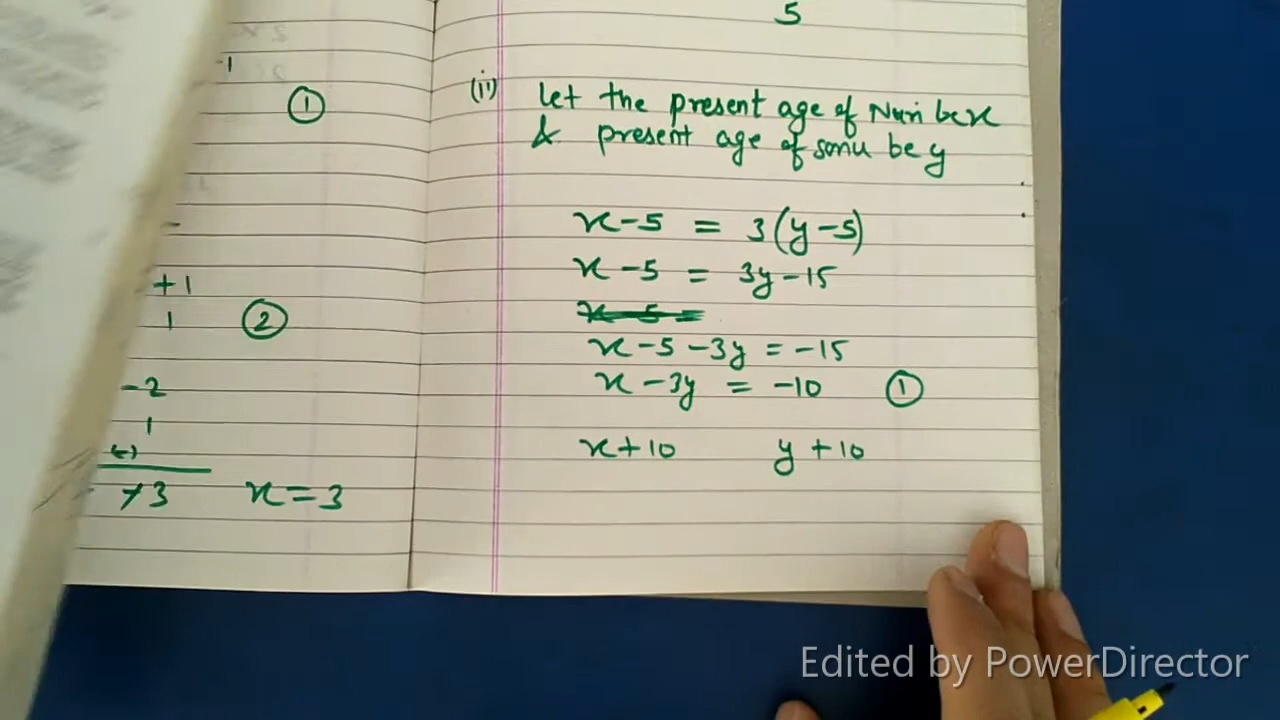 -1
①
-
+1
1 ②
-2
1
(-)
+3 x = 3
5
(ii) Let the present age of Nuri be x
& present age of sonu be y
x - 5 = 3(y - 5)
x - 5 = 3y - 15
x - 5 =
x - 5 - 3y = -15
x - 3y = -10 ①
x + 10 y + 10
Edited by PowerDirector